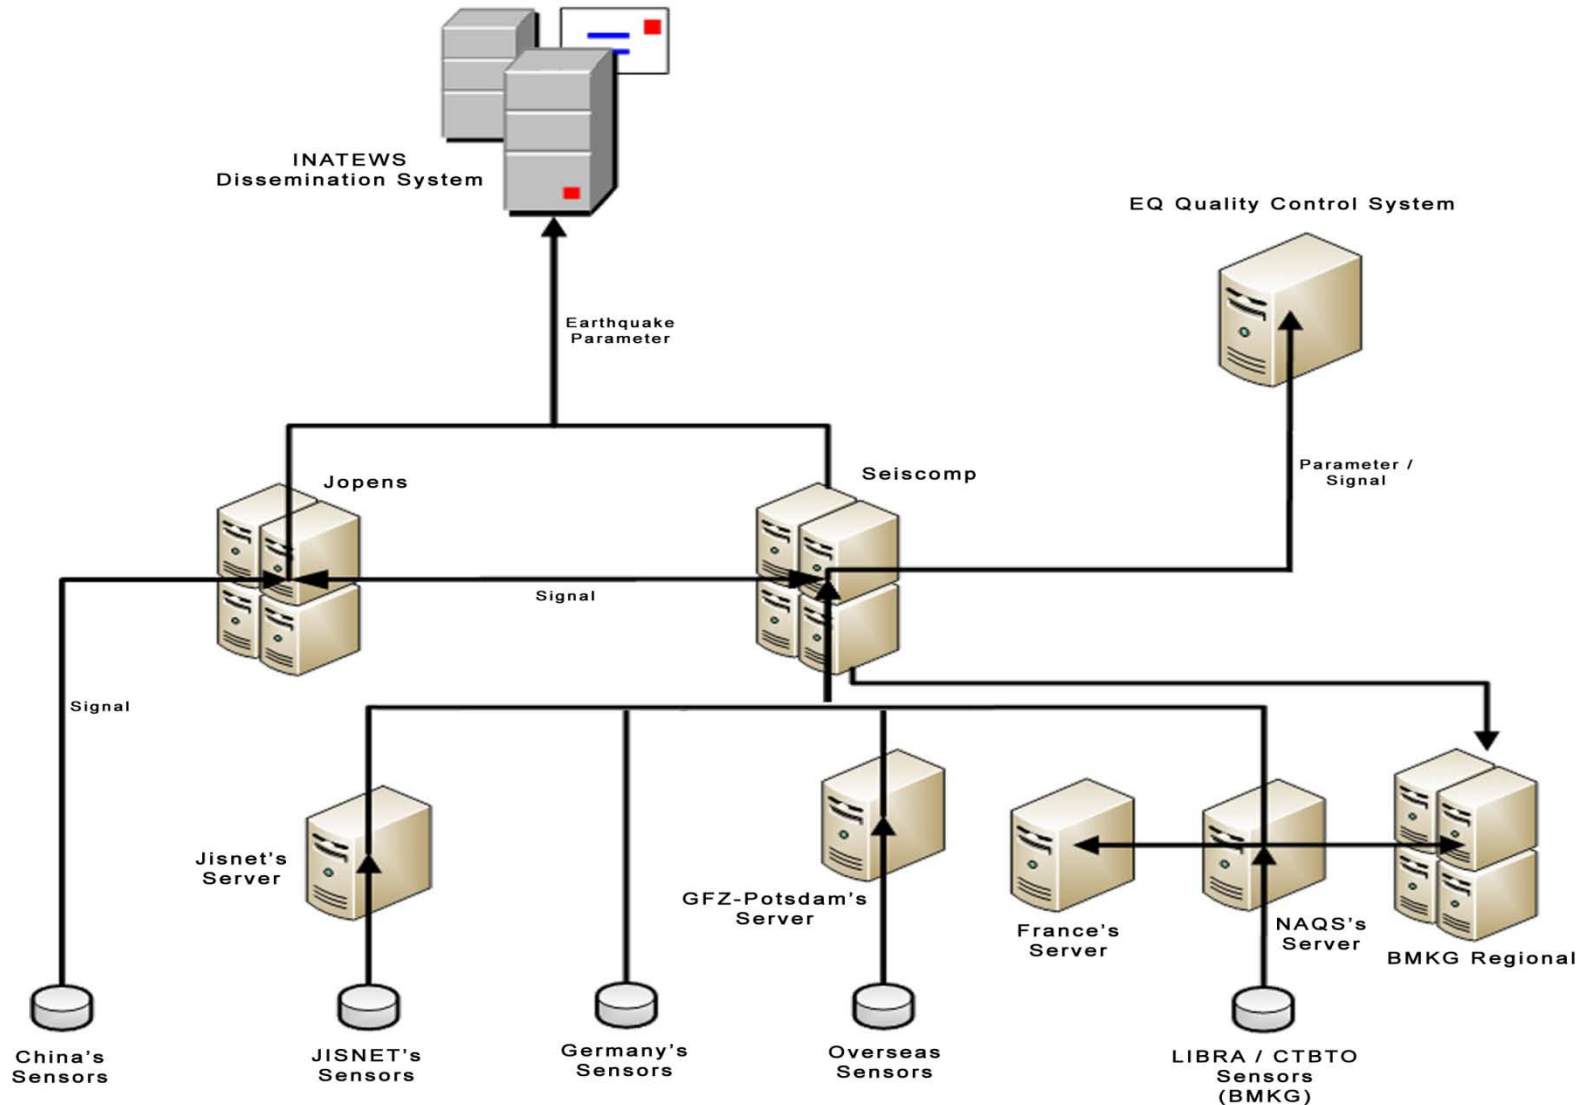 INATEWS
Dissemination System
EQ Quality Control System
Earthquake
Parameter
Jopens
Seiscomp
Parameter /
Signal
Signal
Signal
Jisnet's
Server
GFZ-Potsdam's
Server
France's
Server
NAQS's
Server
BMKG Regional
China's
Sensors
JISNET's
Sensors
Germany's
Sensors
Overseas
Sensors
LIBRA / CTBTO
Sensors
(BMKG)